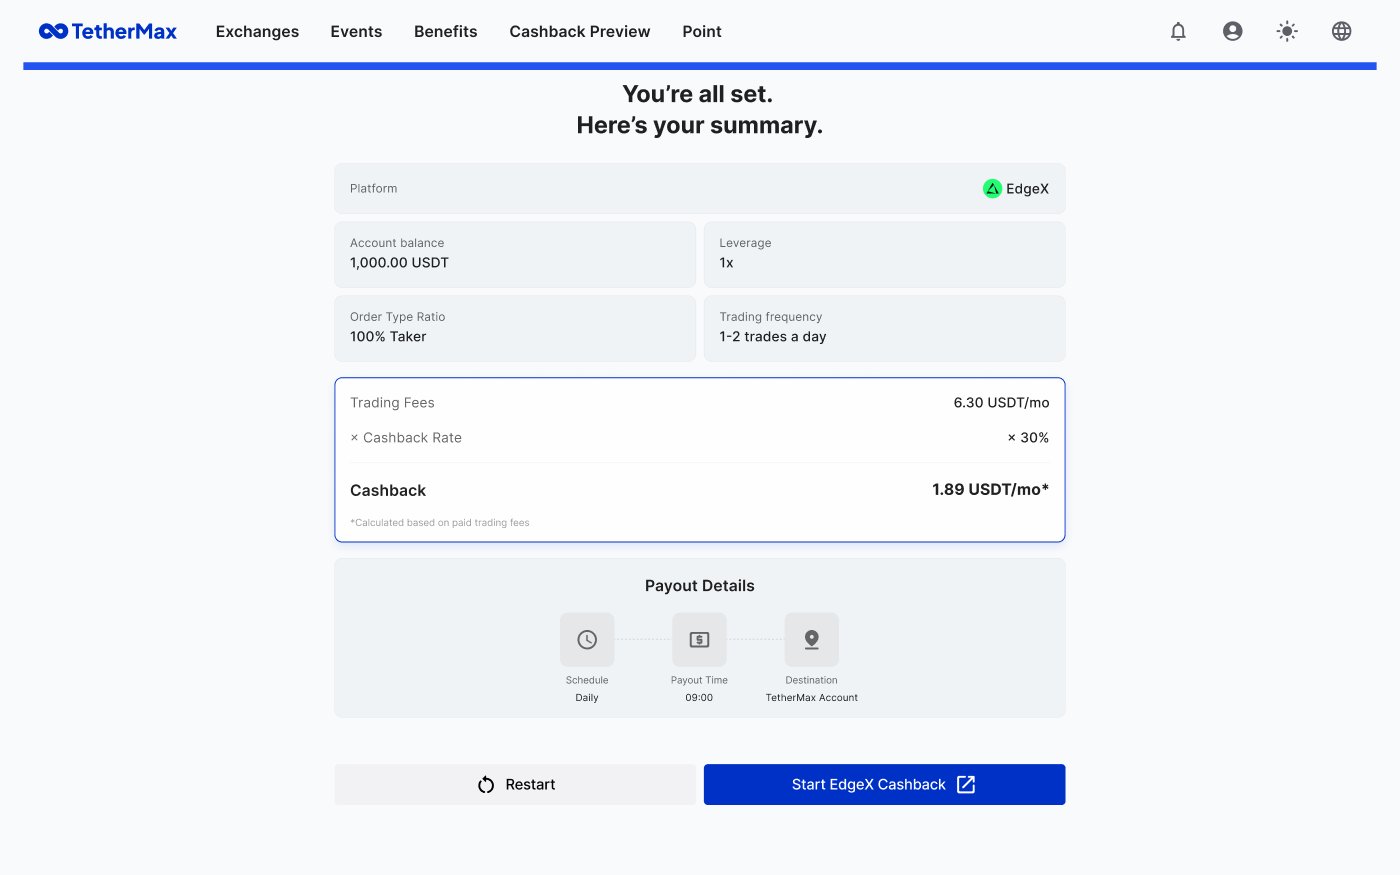 TetherMax Exchanges Events Benefits Cashback Preview Point
You're all set.
Here's your summary.
Platform EdgeX
Account balance
1,000.00 USDT
Leverage
1x
Order Type Ratio
100% Taker
Trading frequency
1-2 trades a day
Trading Fees 6.30 USDT/mo
× Cashback Rate × 30%
Cashback 1.89 USDT/mo*
*Calculated based on paid trading fees
Payout Details
Schedule
Daily
Payout Time
09:00
Destination
TetherMax Account
Restart
Start EdgeX Cashback